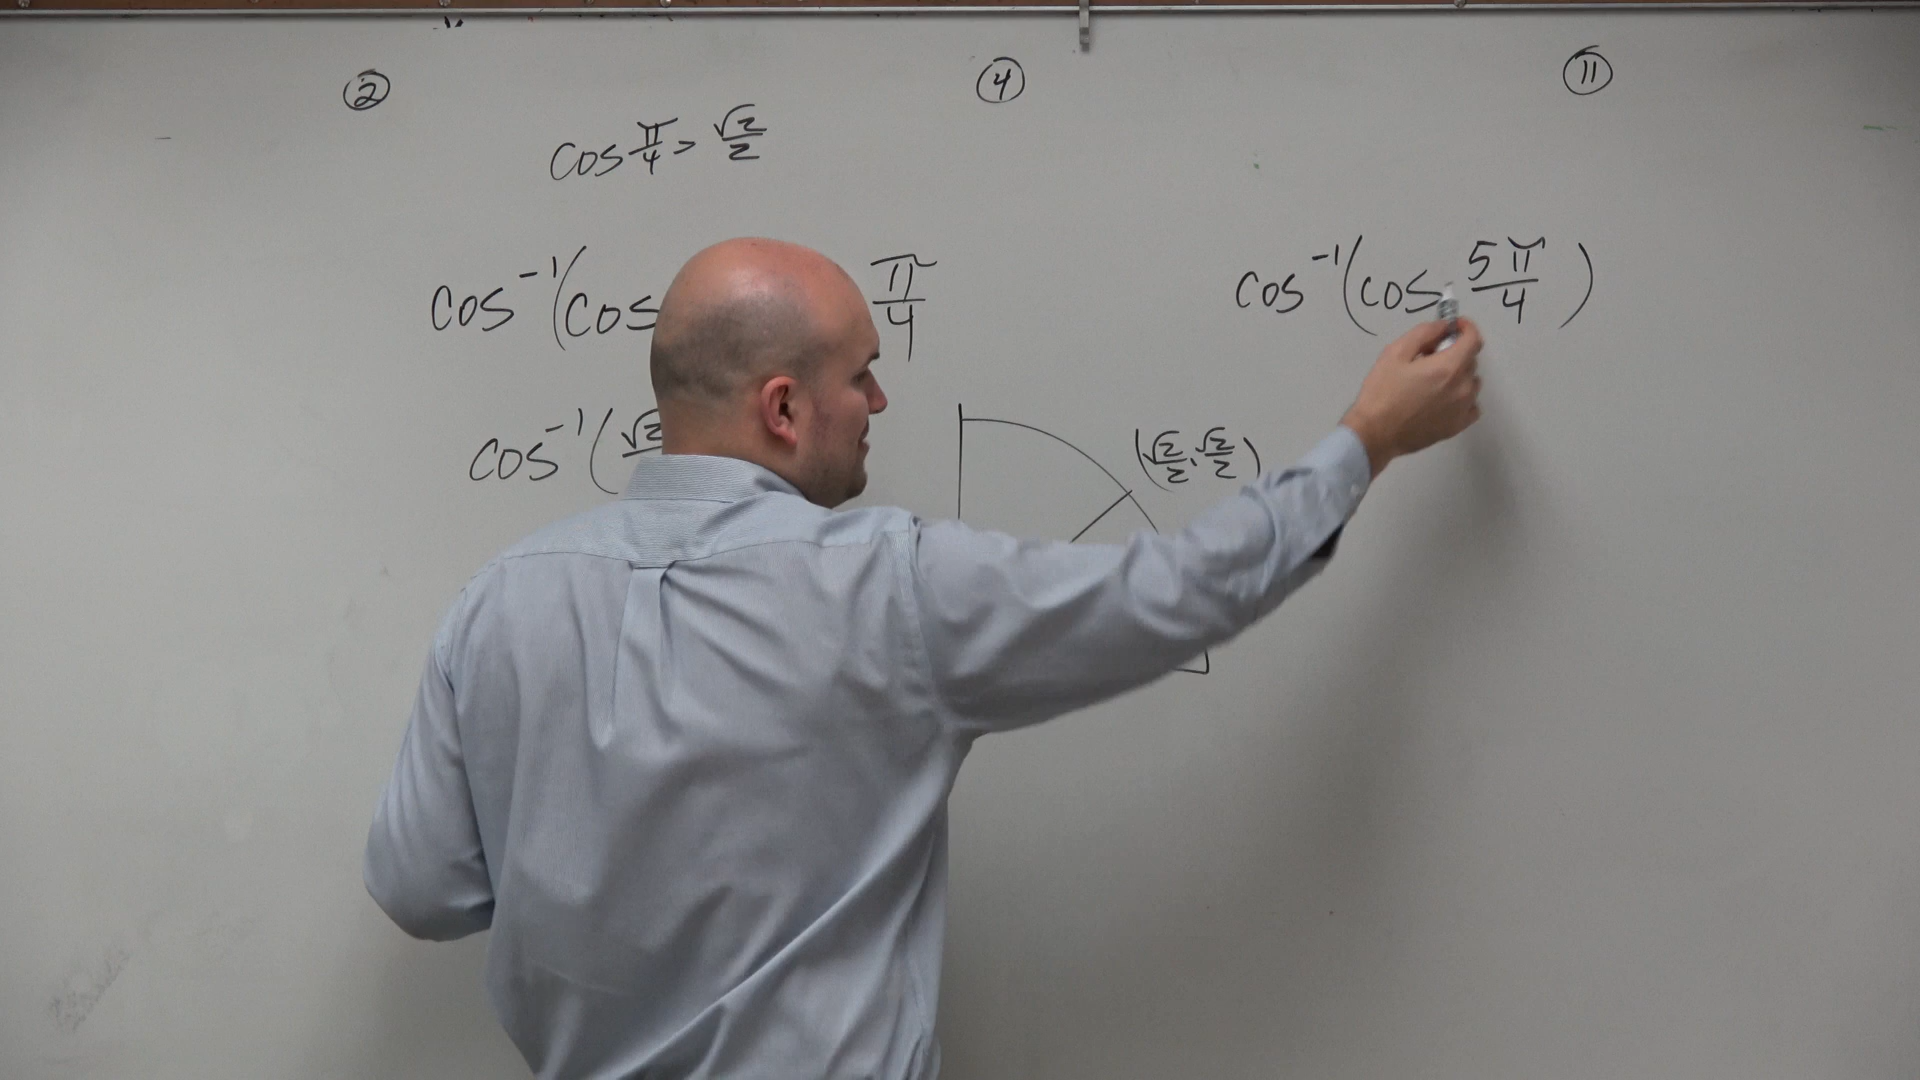 ② ④ ⑪
cos π/4 = √2/2
cos⁻¹(cos π/4
cos⁻¹(cos 5π/4)
cos⁻¹(√2
(√2/2, √2/2)